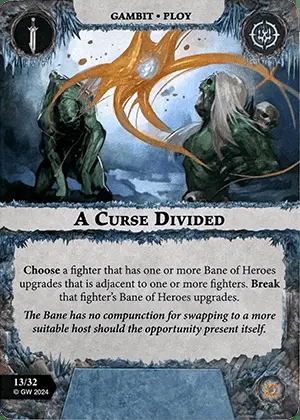 GAMBIT • PLOY
A CURSE DIVIDED
Choose a fighter that has one or more Bane of Heroes
upgrades that is adjacent to one or more fighters. Break
that fighter's Bane of Heroes upgrades.
The Bane has no compunction for swapping to a more
suitable host should the opportunity present itself.
13/32
© GW 2024